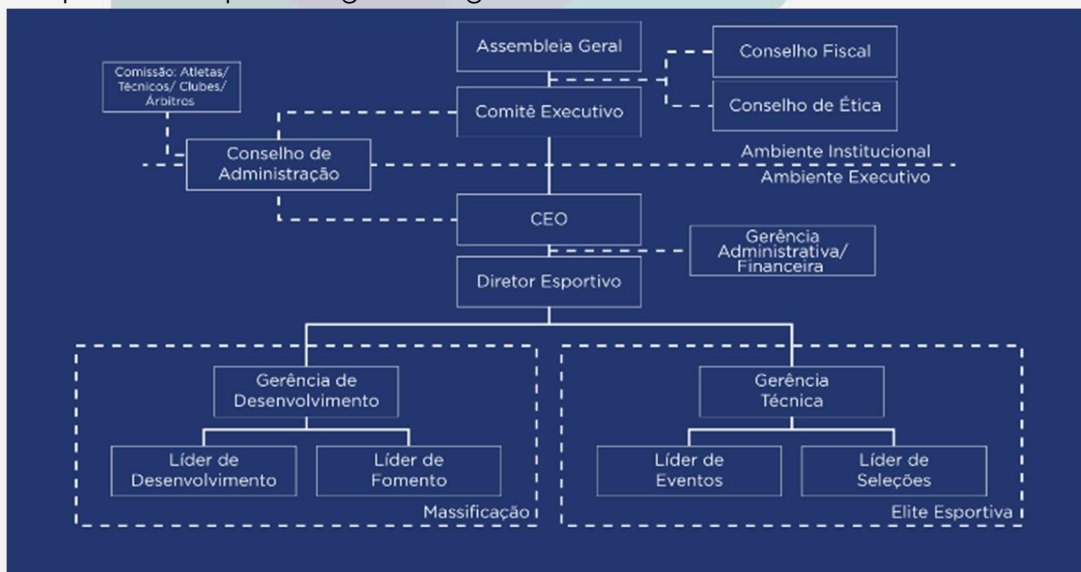 Assembleia Geral
Conselho Fiscal
Comissão: Atletas/
Técnicos/ Clubes/
Árbitros
Conselho de Ética
Comitê Executivo
Conselho de
Administração
Ambiente Institucional
Ambiente Executivo
CEO
Gerência
Administrativa/
Financeira
Diretor Esportivo
Gerência de
Desenvolvimento
Líder de
Desenvolvimento
Líder de
Fomento
Massificação
Gerência
Técnica
Líder de
Eventos
Líder de
Seleções
Elite Esportiva